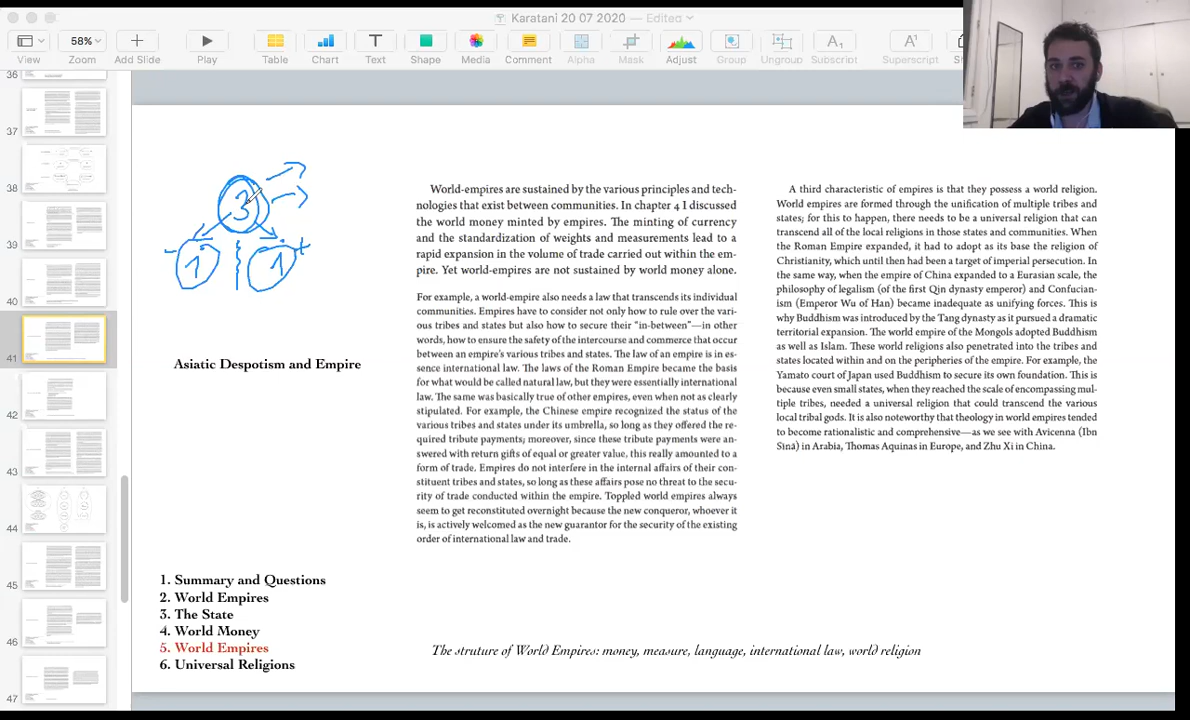 Karatani 20 07 2020 — Edited
58%
View
Zoom
Add Slide
Play
Table
Chart
Text
Shape
Media
Comment
Alpha
Mask
Adjust
Group
Ungroup
Subscript
Superscript
36
37
38
39
40
41
42
43
44
45
46
47
3
1
1
Asiatic Despotism and Empire
1. Summary and Questions
2. World Empires
3. The State
4. World Money
5. World Empires
6. Universal Religions
World-empires are sustained by the various principles and tech-
nologies that exist between communities. In chapter 4 I discussed
the world money minted by empires. The minting of currency
and the standardization of weights and measurements lead to a
rapid expansion in the volume of trade carried out within the em-
pire. Yet world-empires are not sustained by world money alone.
For example, a world-empire also needs a law that transcends its individual
communities. Empires have to consider not only how to rule over the vari-
ous tribes and states but also how to secure their “in-between”—in other
words, how to ensure the safety of the intercourse and commerce that occur
between an empire's various tribes and states. The law of an empire is in es-
sence international law. The laws of the Roman Empire became the basis
for what would be called natural law, but they were essentially international
law. The same was basically true of other empires, even when not as clearly
stipulated. For example, the Chinese empire recognized the status of the
various tribes and states under its umbrella, so long as they offered the re-
quired tribute payments; moreover, since these tribute payments were an-
swered with return gifts of equal or greater value, this really amounted to a
form of trade. Empires do not interfere in the internal affairs of their con-
stituent tribes and states, so long as these affairs pose no threat to the secu-
rity of trade conducted within the empire. Toppled world empires always
seem to get reconstituted overnight because the new conqueror, whoever it
is, is actively welcomed as the new guarantor for the security of the existing
order of international law and trade.
A third characteristic of empires is that they possess a world religion.
World empires are formed through the unification of multiple tribes and
states; for this to happen, there needs to be a universal religion that can
transcend all of the local religions in those states and communities. When
the Roman Empire expanded, it had to adopt as its base the religion of
Christianity, which until then had been a target of imperial persecution. In
the same way, when the empire of China expanded to a Eurasian scale, the
philosophy of legalism (of the first Qin dynasty emperor) and Confucian-
ism (Emperor Wu of Han) became inadequate as unifying forces. This is
why Buddhism was introduced by the Tang dynasty as it pursued a dramatic
territorial expansion. The world empire of the Mongols adopted Buddhism
as well as Islam. These world religions also penetrated into the tribes and
states located within and on the peripheries of the empire. For example, the
Yamato court of Japan used Buddhism to secure its own foundation. This is
because even small states, when they reached the scale of encompassing mul-
tiple tribes, needed a universal religion that could transcend the various
local tribal gods. It is also noteworthy that theology in world empires tended
to become rationalistic and comprehensive—as we see with Avicenna (Ibn
Sīnā) in Arabia, Thomas Aquinas in Europe, and Zhu Xi in China.
The struture of World Empires: money, measure, language, international law, world religion